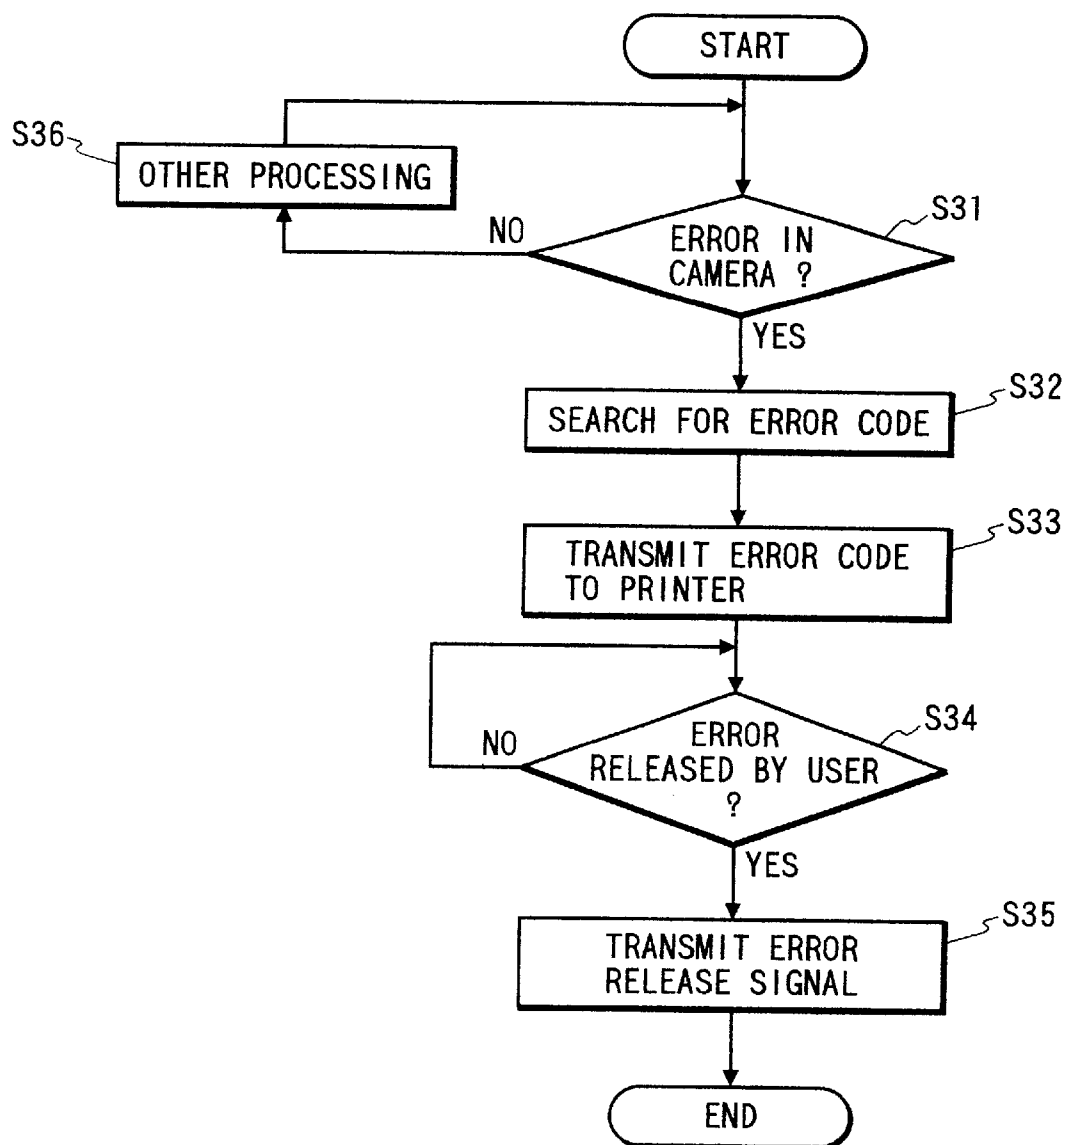 START
S36
OTHER PROCESSING
S31
NO
ERROR IN
CAMERA ?
YES
S32
SEARCH FOR ERROR CODE
S33
TRANSMIT ERROR CODE
TO PRINTER
S34
NO
ERROR
RELEASED BY USER
?
YES
S35
TRANSMIT ERROR
RELEASE SIGNAL
END